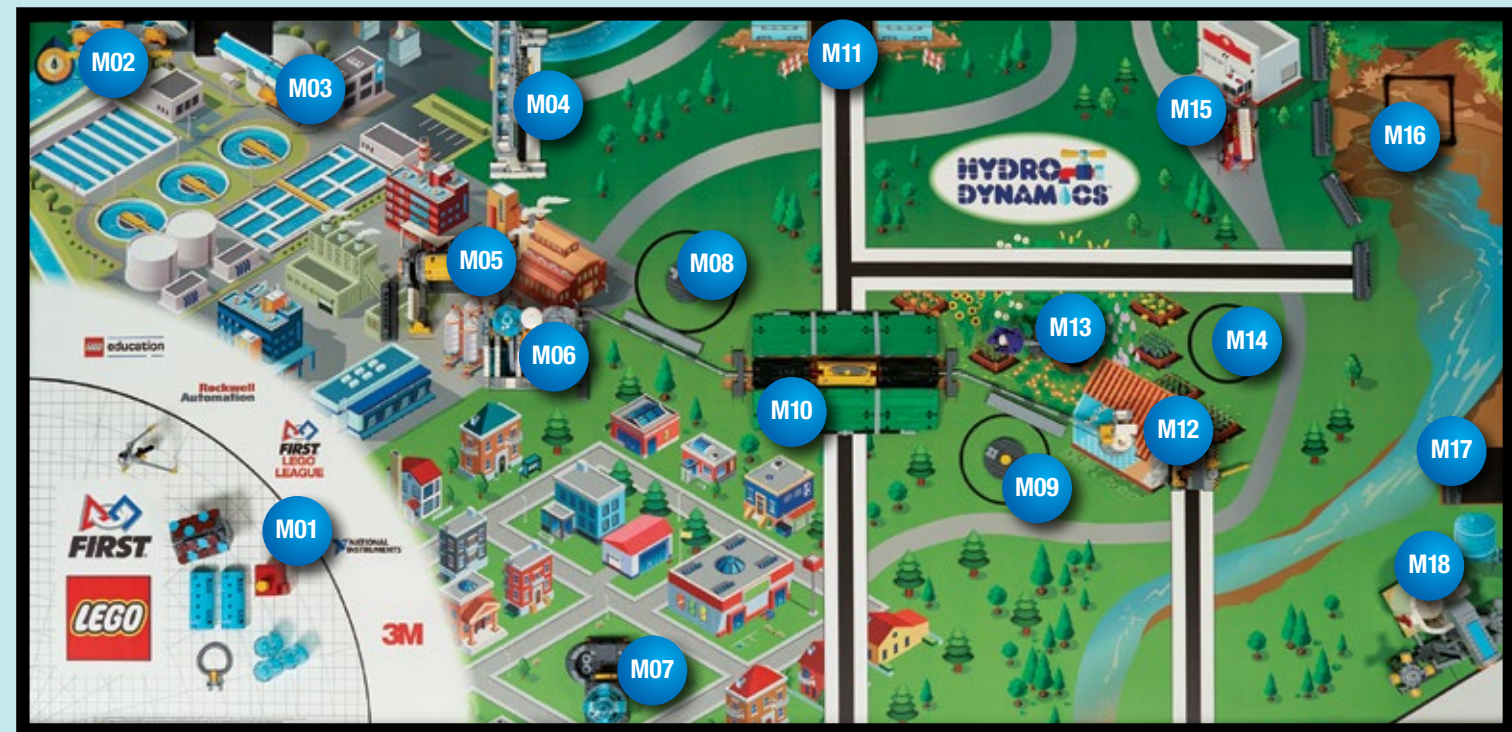 M02
M03
M04
M11
M15
M16
HYDRO
DYNAMICS
M05
M08
M06
M13
M14
education
Rockwell
Automation
M10
M12
M09
M17
FIRST
LEGO
LEAGUE
FIRST
M01
NATIONAL
INSTRUMENTS
M18
LEGO
3M
M07